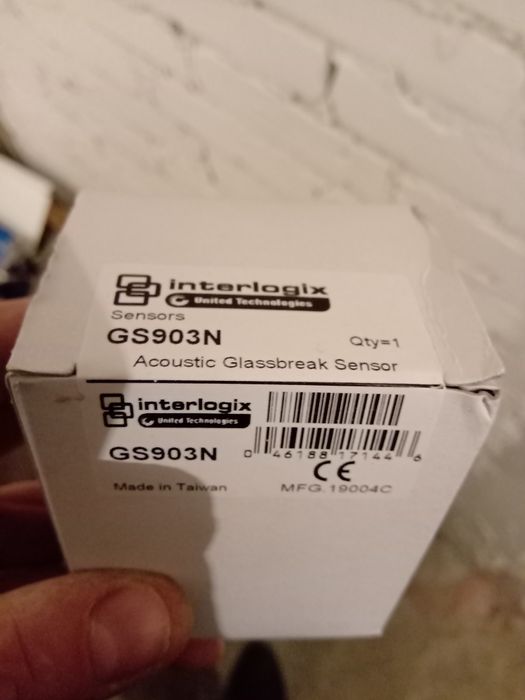 interlogix
United Technologies
Sensors
GS903N
Qty=1
Acoustic Glassbreak Sensor
interlogix
United Technologies
GS903N
0 46188 17144 6
CE
Made in Taiwan
MFG.19004C